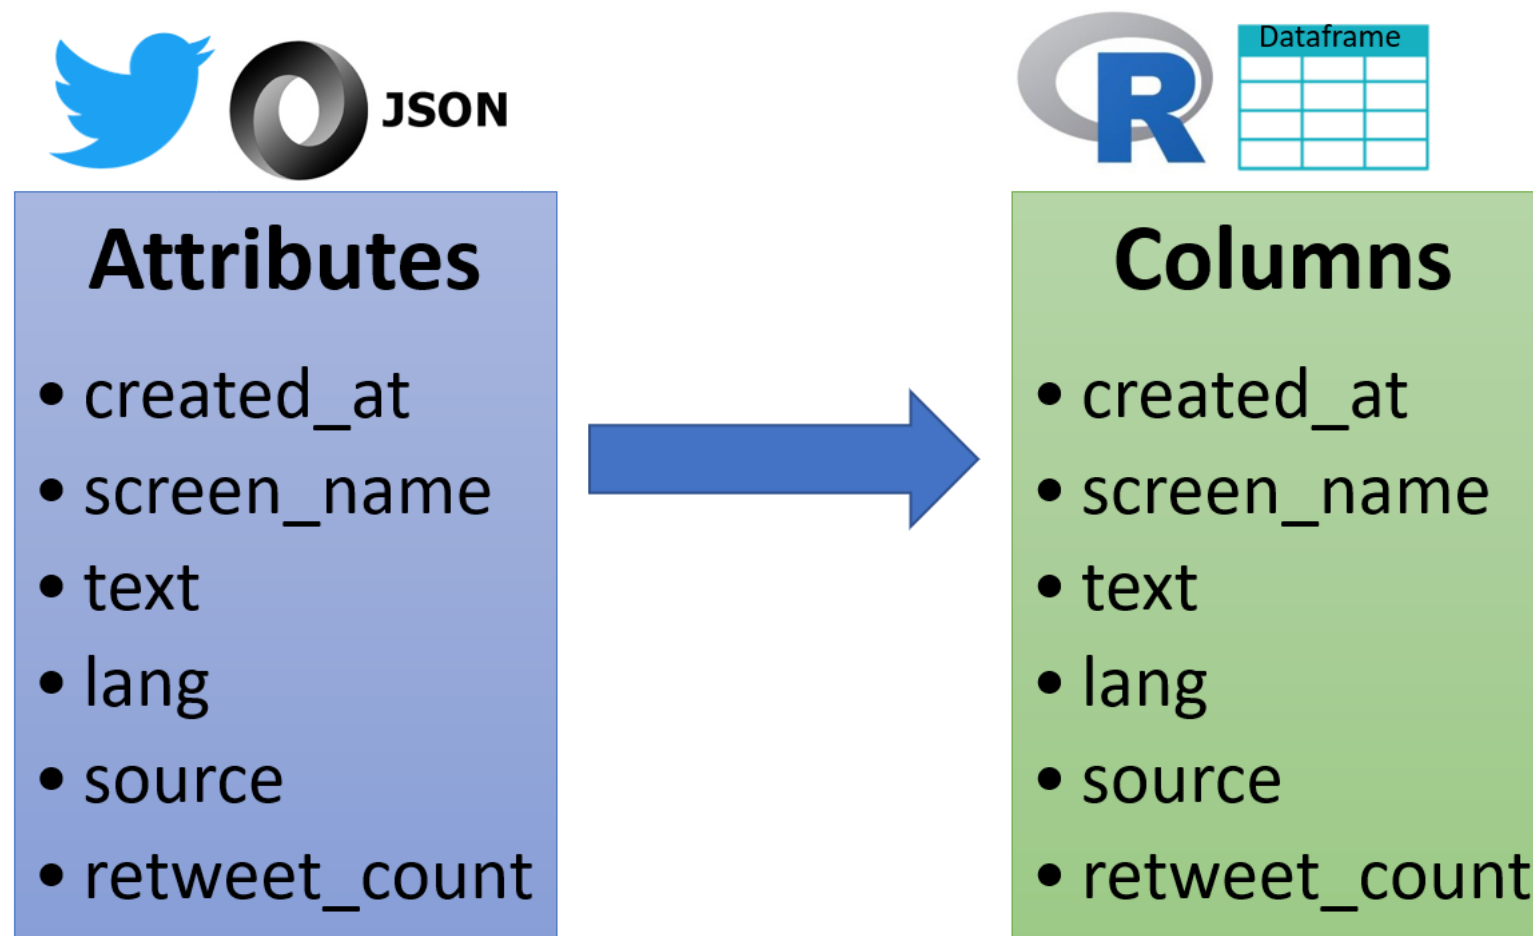 JSON
Attributes
• created_at
• screen_name
• text
• lang
• source
• retweet_count
R
Dataframe
Columns
• created_at
• screen_name
• text
• lang
• source
• retweet_count